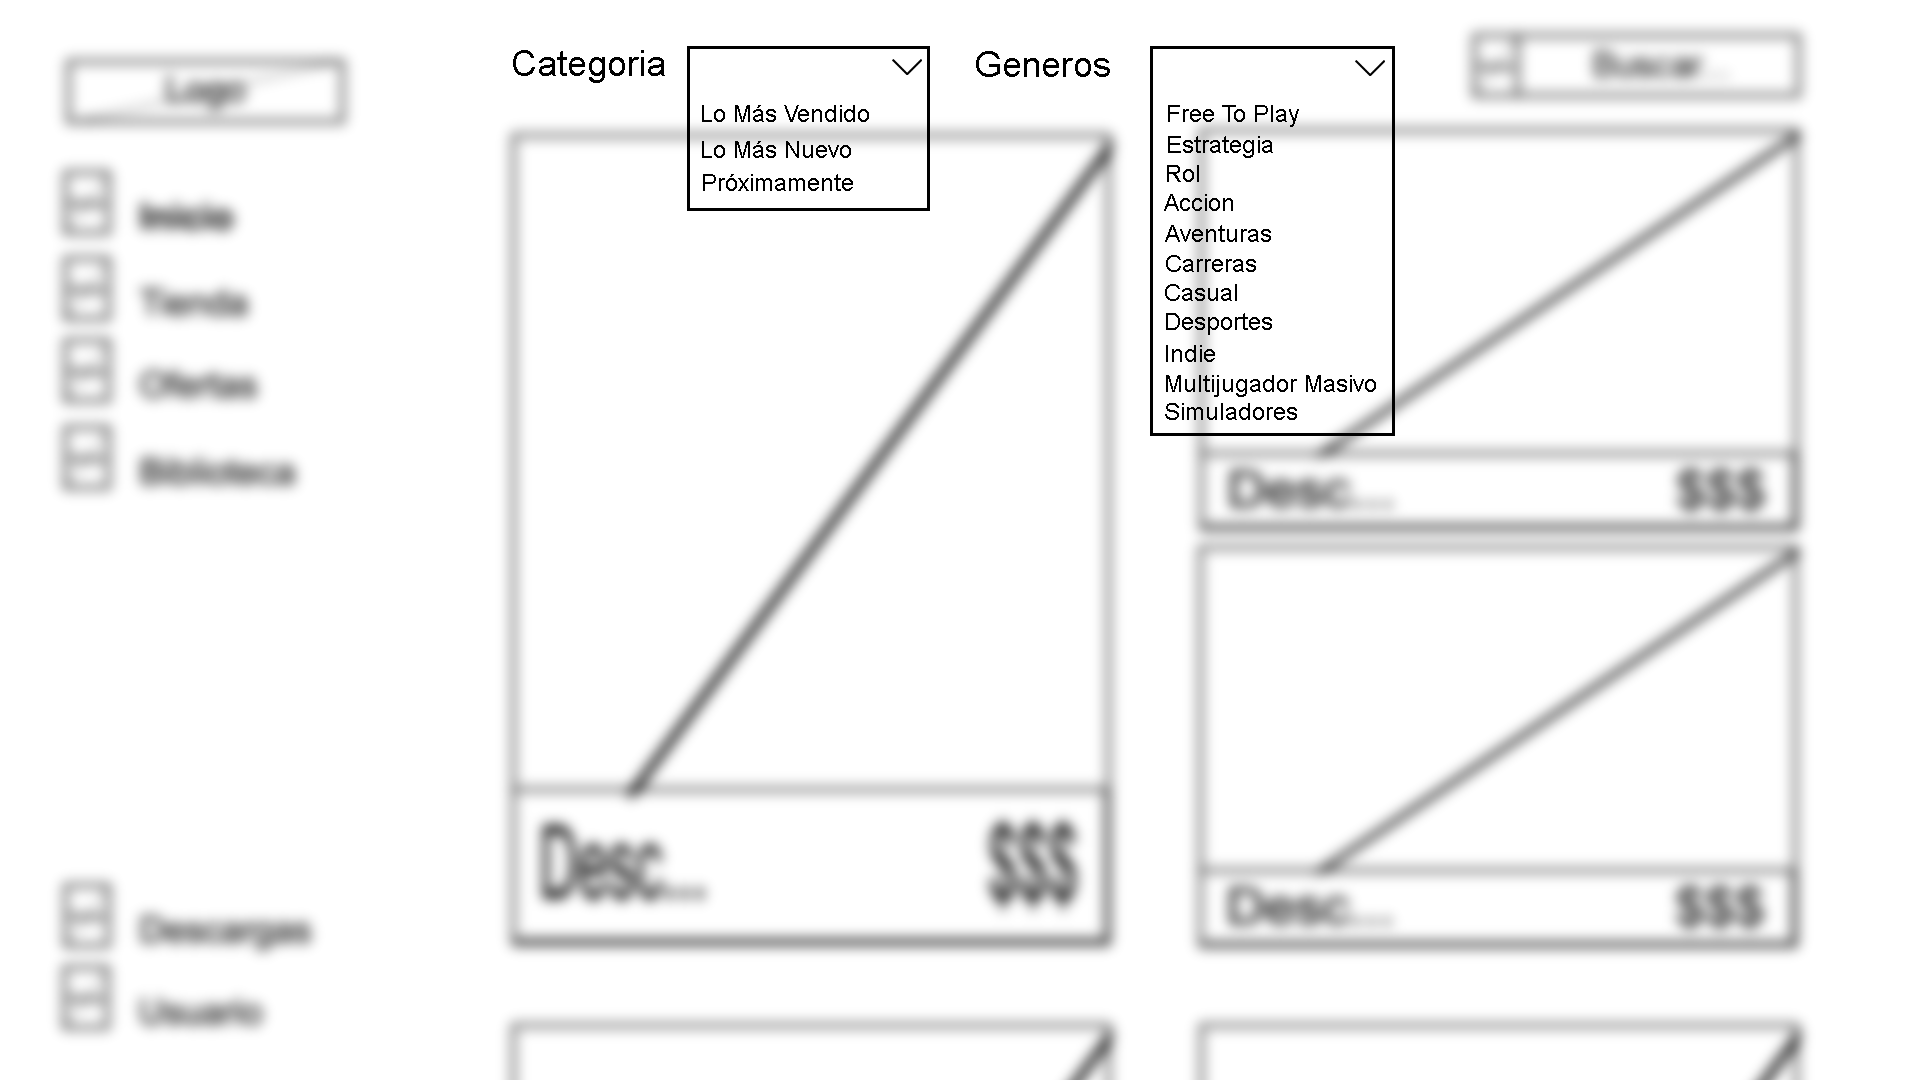 Categoria
Generos
Buscar...
Logo
Lo Más Vendido
Lo Más Nuevo
Próximamente
Free To Play
Estrategia
Rol
Accion
Aventuras
Carreras
Casual
Desportes
Indie
Multijugador Masivo
Simuladores
Inicio
Tienda
Ofertas
Biblioteca
Desc... $$$
Desc... $$$
Desc... $$$
Descargas
Usuario